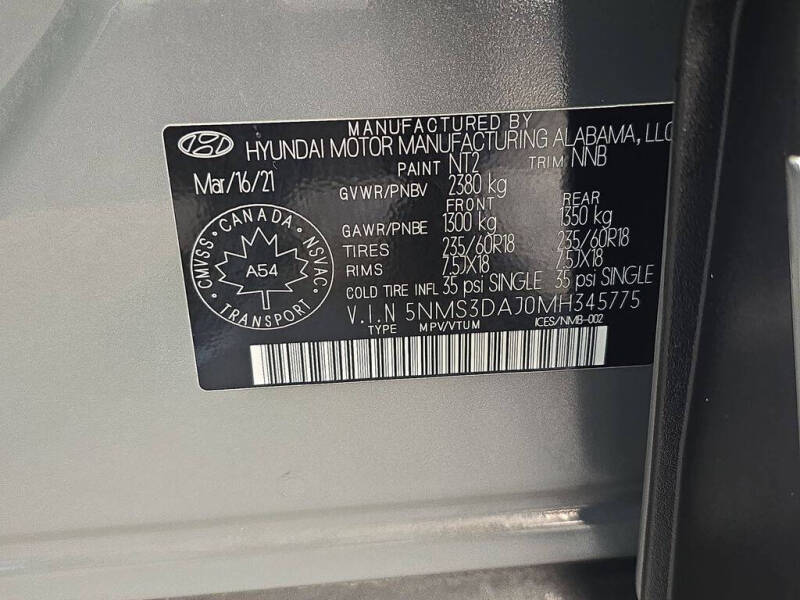 MANUFACTURED BY
HYUNDAI MOTOR MANUFACTURING ALABAMA, LLC
PAINT NT2 TRIM NNB
Mar/16/21
GVWR/PNBV 2380 kg
FRONT REAR
GAWR/PNBE 1300 kg 1350 kg
TIRES 235/60R18 235/60R18
RIMS 7.5JX18 7.5JX18
COLD TIRE INFL 35 psi SINGLE 35 psi SINGLE
V.I.N 5NMS3DAJ0MH345775
TYPE MPV/VTUM ICES/NMB-002
CMVSS · CANADA · NSVAC
A54
· TRANSPORT ·